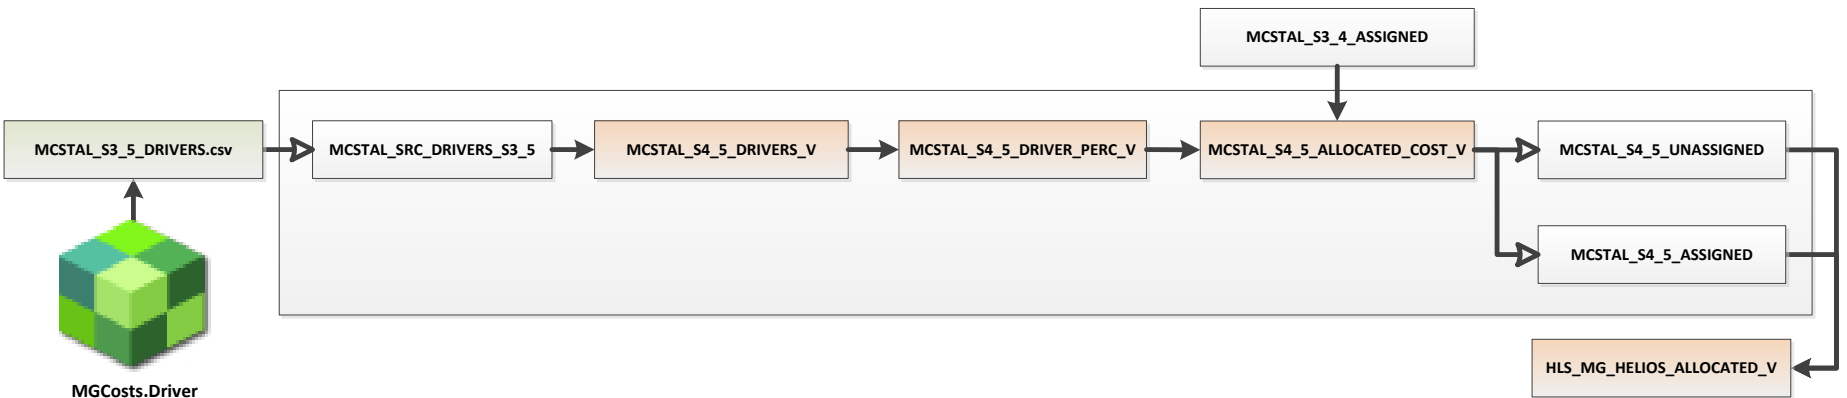 MCSTAL_S3_4_ASSIGNED
MCSTAL_S3_5_DRIVERS.csv
MCSTAL_SRC_DRIVERS_S3_5
MCSTAL_S4_5_DRIVERS_V
MCSTAL_S4_5_DRIVER_PERC_V
MCSTAL_S4_5_ALLOCATED_COST_V
MCSTAL_S4_5_UNASSIGNED
MCSTAL_S4_5_ASSIGNED
HLS_MG_HELIOS_ALLOCATED_V
MGCosts.Driver